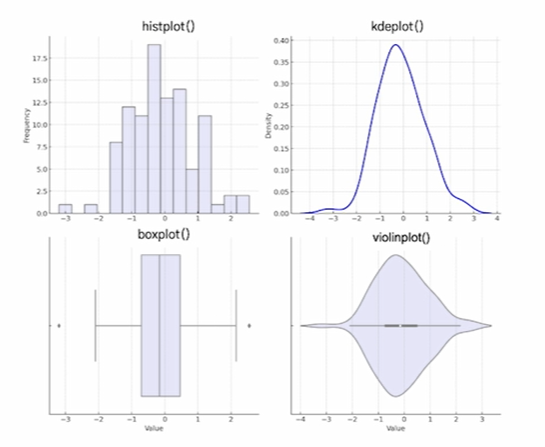 histplot()
17.5
15.0
12.5
10.0
7.5
5.0
2.5
0.0
Frequency
−3 −2 −1 0 1 2
kdeplot()
0.40
0.35
0.30
0.25
0.20
0.15
0.10
0.05
0.00
Density
−4 −3 −2 −1 0 1 2 3 4
boxplot()
−3 −2 −1 0 1 2
Value
violinplot()
−4 −3 −2 −1 0 1 2 3
Value